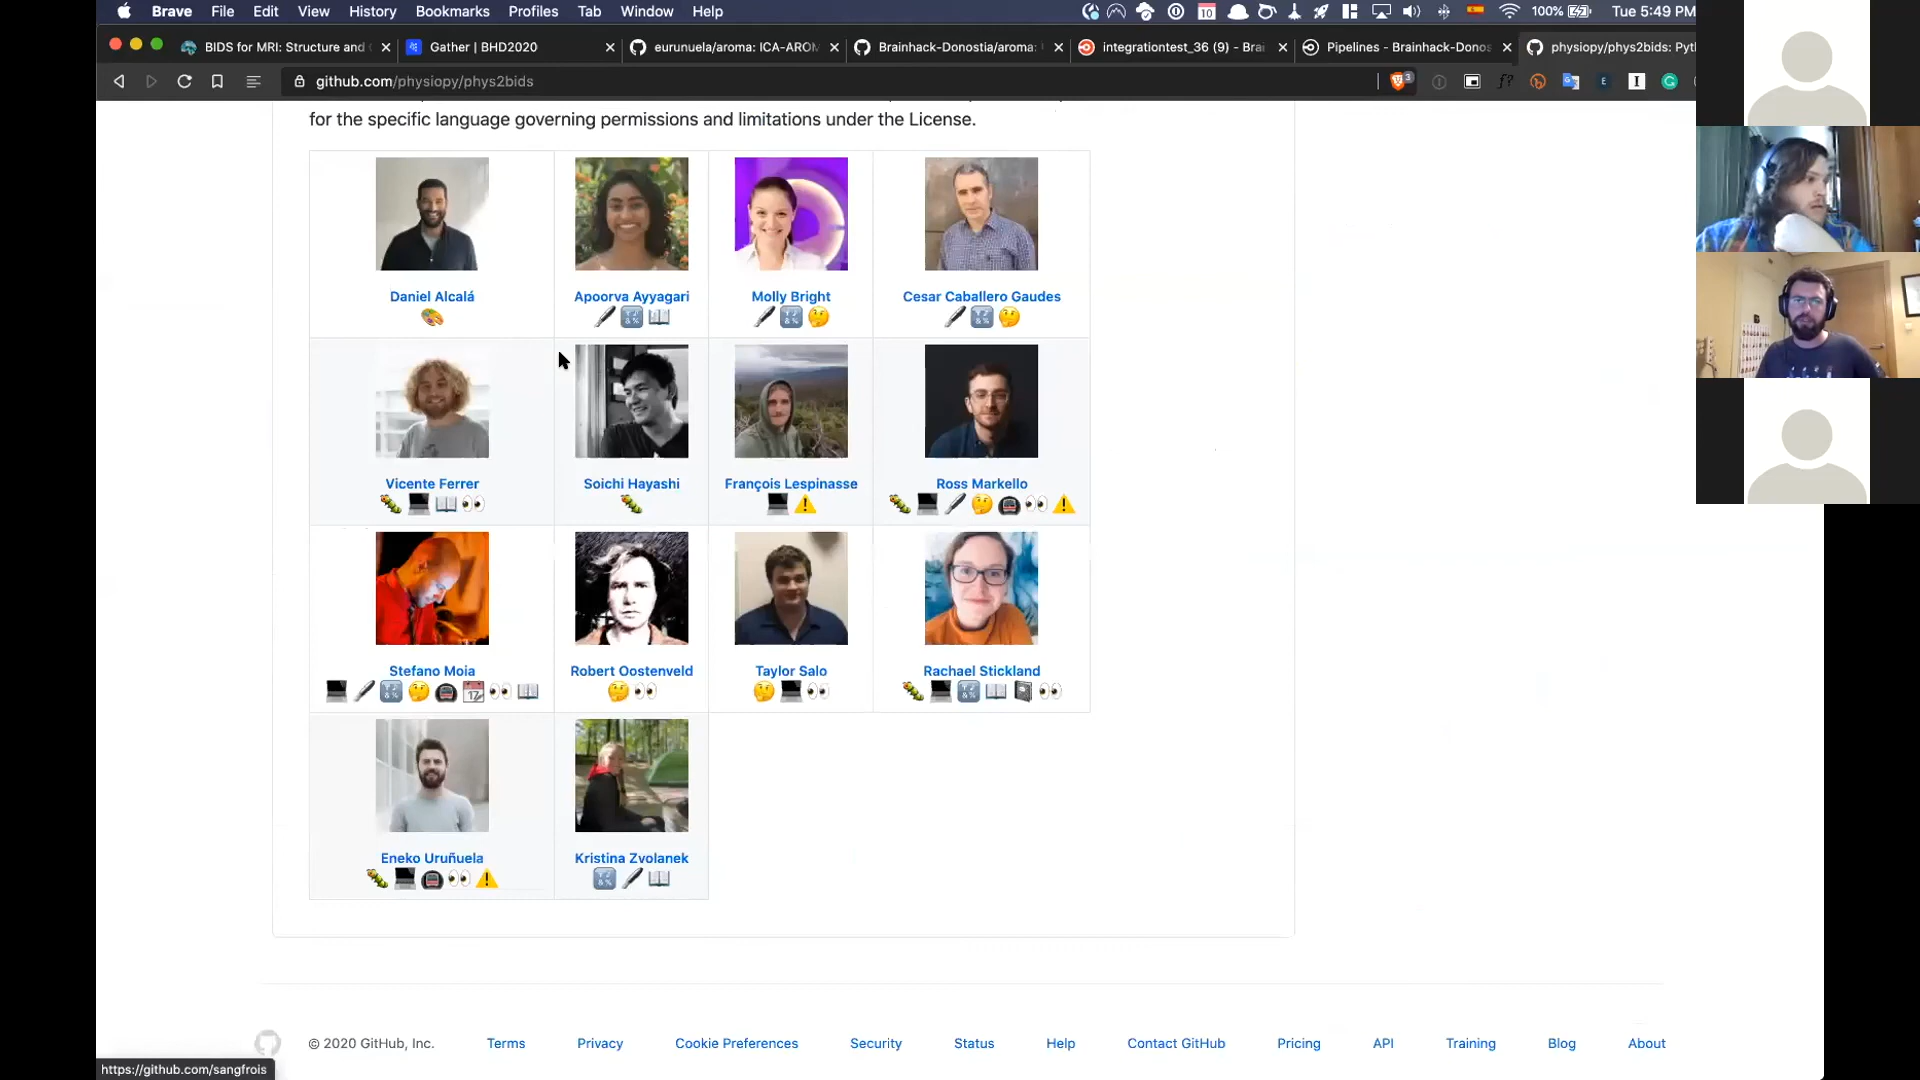 Brave File Edit View History Bookmarks Profiles Tab Window Help 10 100% Tue 5:49 PM
BIDS for MRI: Structure and Gather | BHD2020 eurunuela/aroma: ICA-AROM Brainhack-Donostia/aroma: integrationtest_36 (9) - Brai Pipelines - Brainhack-Donos physiopy/phys2bids: Pyth
github.com/physiopy/phys2bids 3 f?
for the specific language governing permissions and limitations under the License.
Daniel Alcalá Apoorva Ayyagari Molly Bright Cesar Caballero Gaudes
Vicente Ferrer Soichi Hayashi François Lespinasse Ross Markello
Stefano Moia Robert Oostenveld Taylor Salo Rachael Stickland
Eneko Uruñuela Kristina Zvolanek
© 2020 GitHub, Inc. Terms Privacy Cookie Preferences Security Status Help Contact GitHub Pricing API Training Blog About
https://github.com/sangfrois